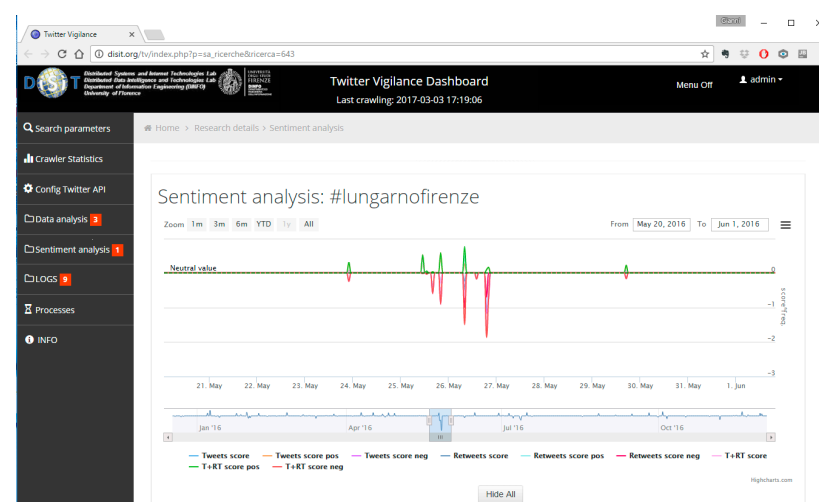 Gianni
Twitter Vigilance
disit.org/tv/index.php?p=sa_ricerche&ricerca=643
DISIT
Distributed Systems and Internet Technologies Lab
Distributed Data Intelligence and Technologies Lab
Department of Information Engineering (DINFO)
University of Florence
UNIVERSITÀ
DEGLI STUDI
FIRENZE
DINFO
Twitter Vigilance Dashboard
Last crawling: 2017-03-03 17:19:06
Menu Off
admin
Search parameters
Crawler Statistics
Config Twitter API
Data analysis 3
Sentiment analysis 1
LOGS 9
Processes
INFO
Home > Research details > Sentiment analysis
Sentiment analysis: #lungarnofirenze
Zoom 1m 3m 6m YTD 1y All
From May 20, 2016 To Jun 1, 2016
Neutral value
0
-1
-2
-3
score*freq.
21. May 22. May 23. May 24. May 25. May 26. May 27. May 28. May 29. May 30. May 31. May 1. Jun
Jan '16 Apr '16 Jul '16 Oct '16
Tweets score Tweets score pos Tweets score neg Retweets score Retweets score pos Retweets score neg T+RT score
T+RT score pos T+RT score neg
Highcharts.com
Hide All